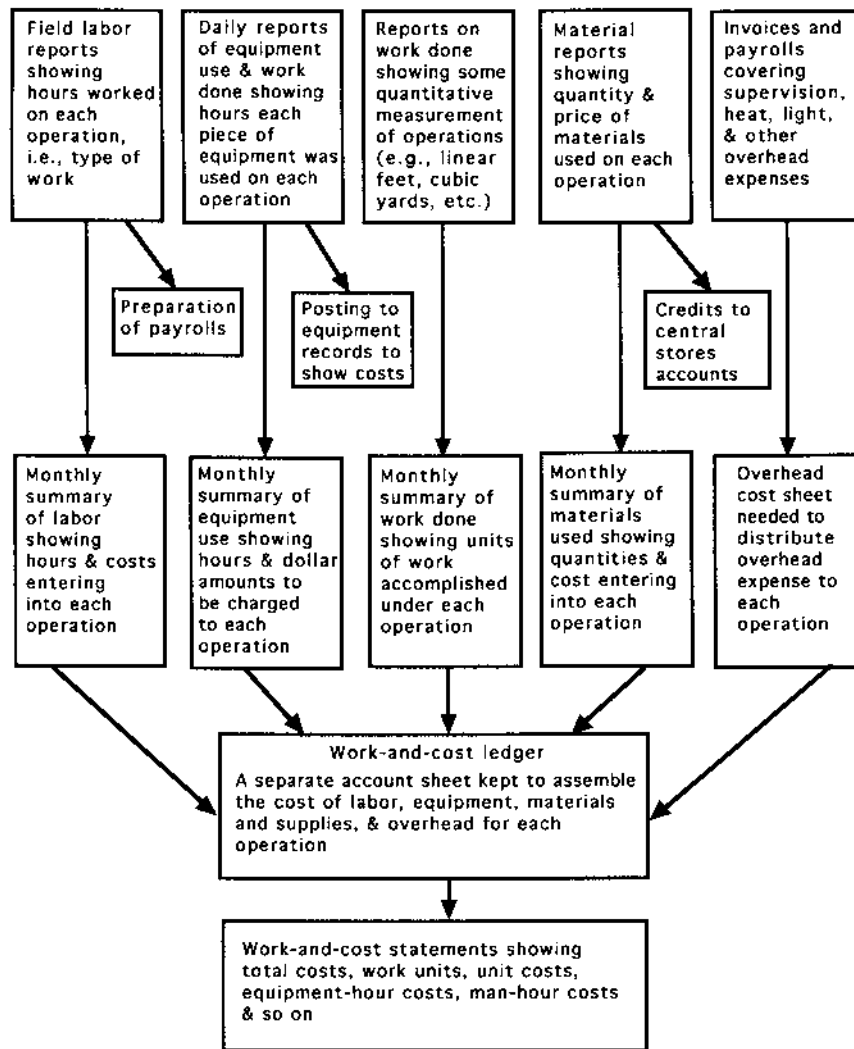 Field labor
reports
showing
hours worked
on each
operation,
i.e., type of
work
Daily reports
of equipment
use & work
done showing
hours each
piece of
equipment was
used on each
operation
Reports on
work done
showing some
quantitative
measurement
of operations
(e.g., linear
feet, cubic
yards, etc.)
Material
reports
showing
quantity &
price of
materials
used on each
operation
Invoices and
payrolls
covering
supervision,
heat, light,
& other
overhead
expenses
Preparation
of payrolls
Posting to
equipment
records to
show costs
Credits to
central
stores
accounts
Monthly
summary
of labor
showing
hours & costs
entering
into each
operation
Monthly
summary of
equipment
use showing
hours & dollar
amounts to
be charged
to each
operation
Monthly
summary of
work done
showing units
of work
accomplished
under each
operation
Monthly
summary of
materials
used showing
quantities &
cost entering
into each
operation
Overhead
cost sheet
needed to
distribute
overhead
expense to
each
operation
Work-and-cost ledger
A separate account sheet kept to assemble
the cost of labor, equipment, materials
and supplies, & overhead for each
operation
Work-and-cost statements showing
total costs, work units, unit costs,
equipment-hour costs, man-hour costs
& so on